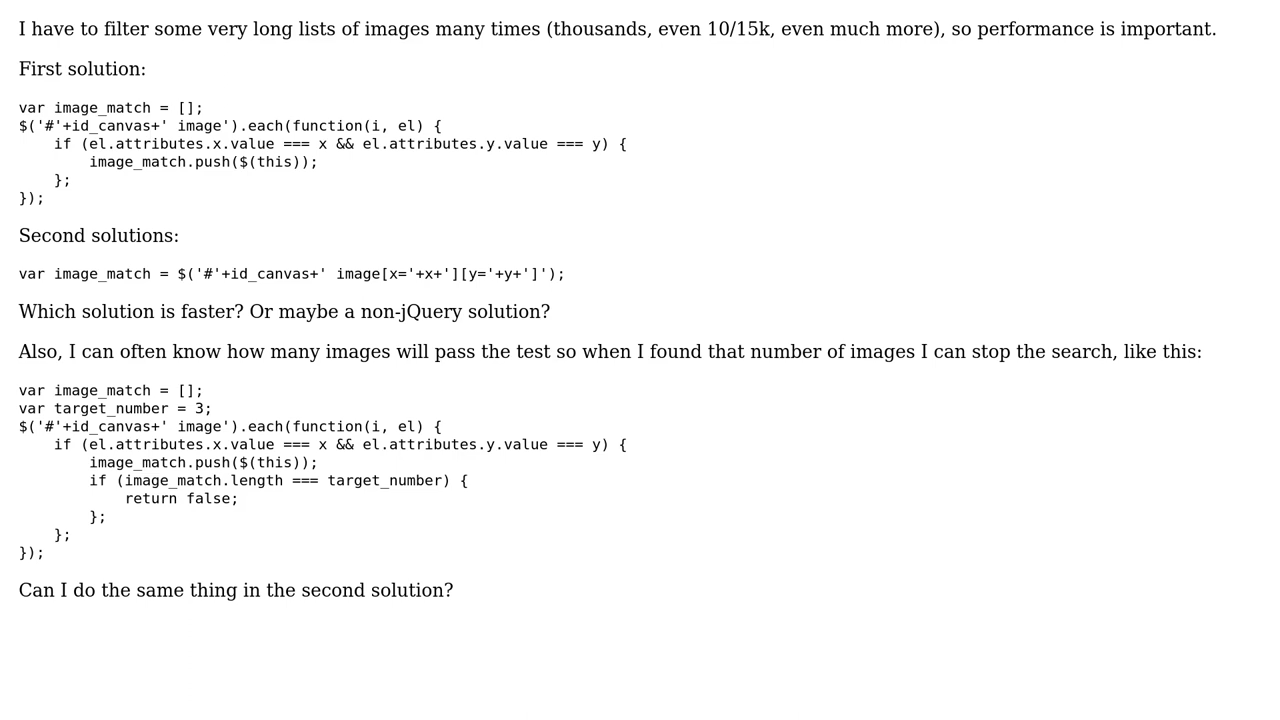 I have to filter some very long lists of images many times (thousands, even 10/15k, even much more), so performance is important.
First solution:
var image_match = [];
$('#'+id_canvas+' image').each(function(i, el) {
    if (el.attributes.x.value === x && el.attributes.y.value === y) {
        image_match.push($(this));
    };
});
Second solutions:
var image_match = $('#'+id_canvas+' image[x='+x+'][y='+y+']');
Which solution is faster? Or maybe a non-jQuery solution?
Also, I can often know how many images will pass the test so when I found that number of images I can stop the search, like this:
var image_match = [];
var target_number = 3;
$('#'+id_canvas+' image').each(function(i, el) {
    if (el.attributes.x.value === x && el.attributes.y.value === y) {
        image_match.push($(this));
        if (image_match.length === target_number) {
            return false;
        };
    };
});
Can I do the same thing in the second solution?